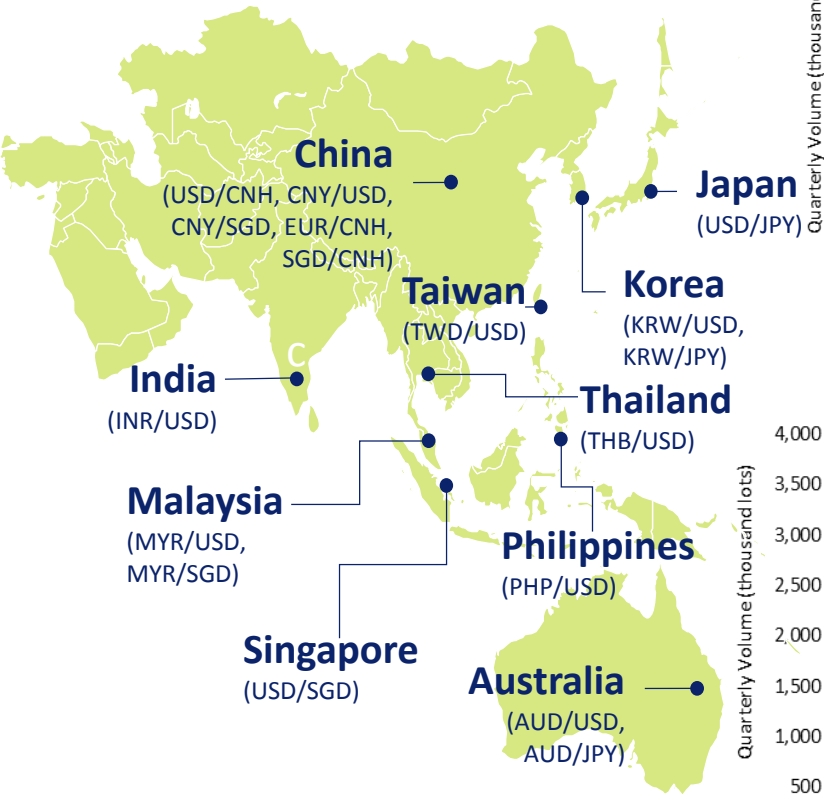 China
(USD/CNH, CNY/USD,
CNY/SGD, EUR/CNH,
SGD/CNH)
Japan
(USD/JPY)
Taiwan
(TWD/USD)
Korea
(KRW/USD,
KRW/JPY)
C
India
(INR/USD)
Thailand
(THB/USD)
Malaysia
(MYR/USD,
MYR/SGD)
Philippines
(PHP/USD)
Singapore
(USD/SGD)
Australia
(AUD/USD,
AUD/JPY)
Quarterly Volume (thousand
Quarterly Volume (thousand lots)
4,000
3,500
3,000
2,500
2,000
1,500
1,000
500